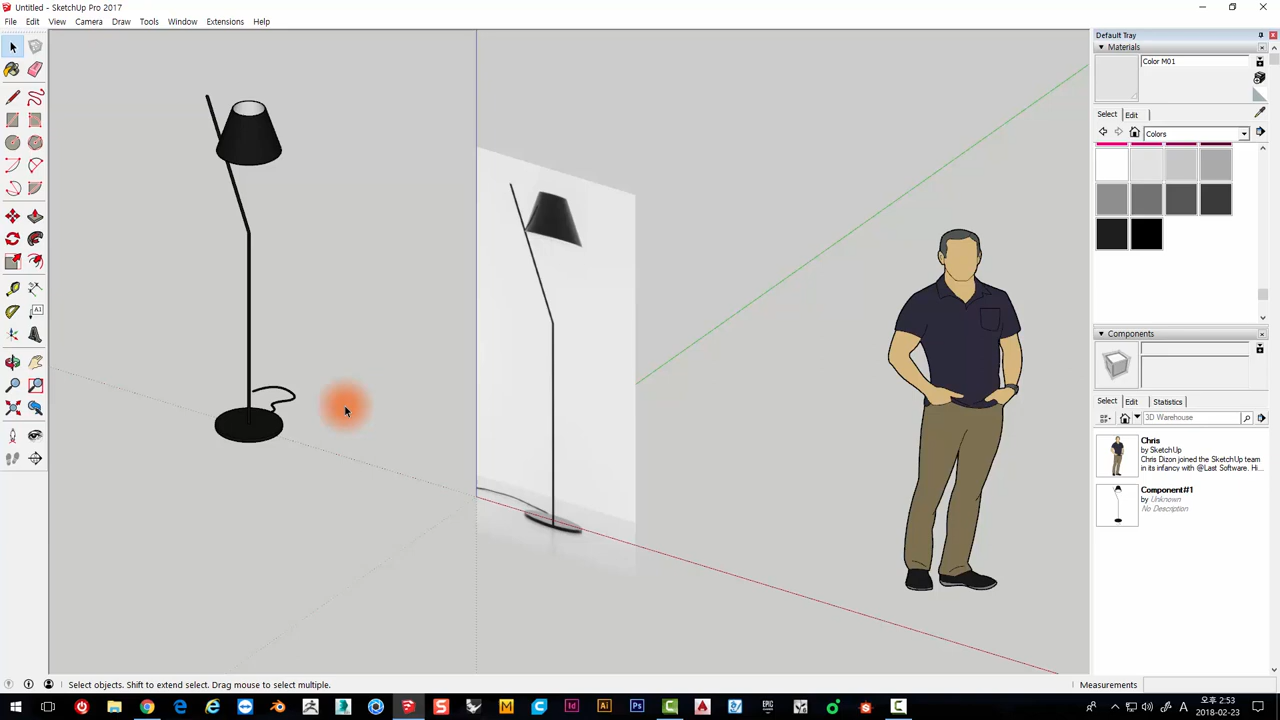 Untitled - SketchUp Pro 2017
File Edit View Camera Draw Tools Window Extensions Help
Default Tray
Materials
Color M01
Select Edit
Colors
Components
Select Edit Statistics
3D Warehouse
Chris
by SketchUp
Chris Dizon joined the SketchUp team
in its infancy with @Last Software. Hi...
Component#1
by Unknown
No Description
Select objects. Shift to extend select. Drag mouse to select multiple.
Measurements
오후 2:53
2018-02-23